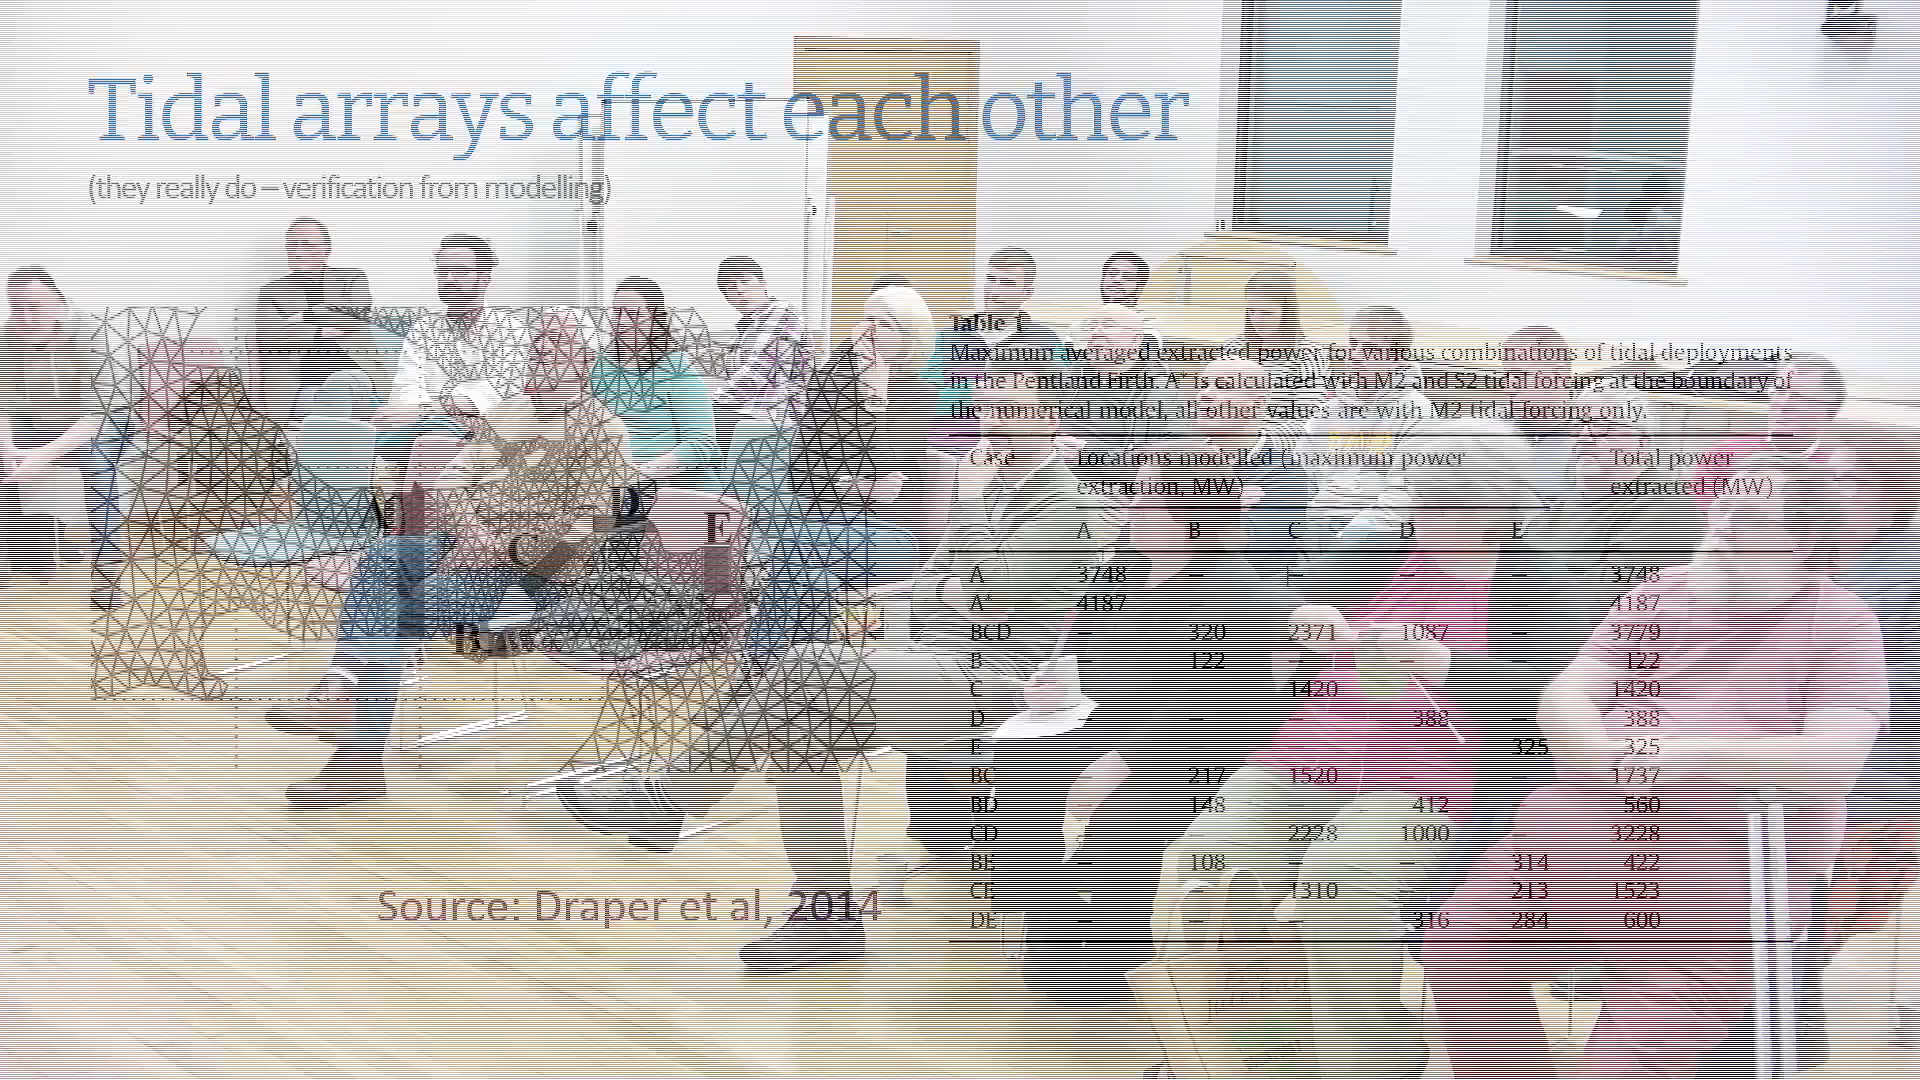 Tidal arrays affect each other
(they really do – verification from modelling)
Table 1
Maximum averaged extracted power for various combinations of tidal deployments
in the Pentland Firth. A* is calculated with M2 and S2 tidal forcing at the boundary of
the numerical model, all other values are with M2 tidal forcing only.
Case Locations modelled (maximum power extraction, MW) Total power extracted (MW)
A B C D E
A 3748 – – – – 3748
A* 4187 4187
BCD – 320 2371 1087 – 3779
B – 122 – – – 122
C 1420 1420
D – – – 388 – 388
E 325 325
BC – 217 1520 – – 1737
BD – 148 412 560
CD – – 2228 1000 – 3228
BE – 108 – – 314 422
CE 1310 – 213 1523
DE – – – 316 284 600
A
D
E
C
B
Source: Draper et al, 2014